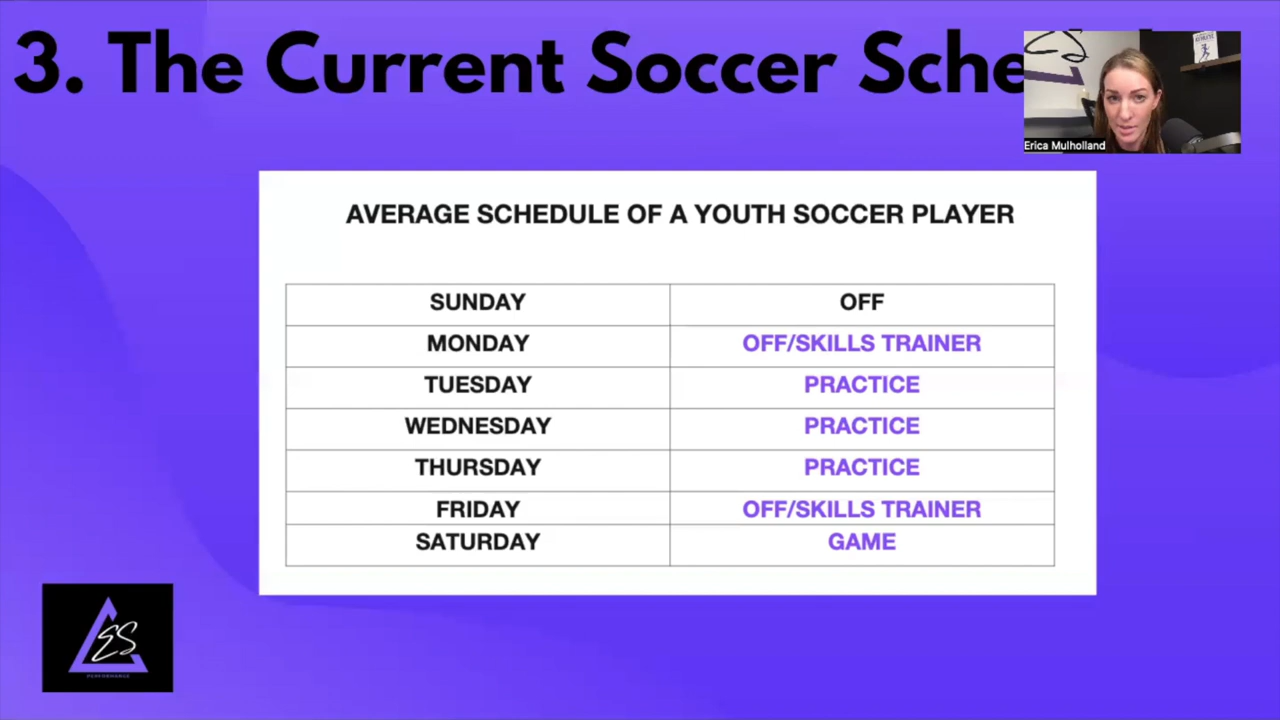 3. The Current Soccer Sche
Erica Mulholland
AVERAGE SCHEDULE OF A YOUTH SOCCER PLAYER
SUNDAY OFF
MONDAY OFF/SKILLS TRAINER
TUESDAY PRACTICE
WEDNESDAY PRACTICE
THURSDAY PRACTICE
FRIDAY OFF/SKILLS TRAINER
SATURDAY GAME
ES
PERFORMANCE